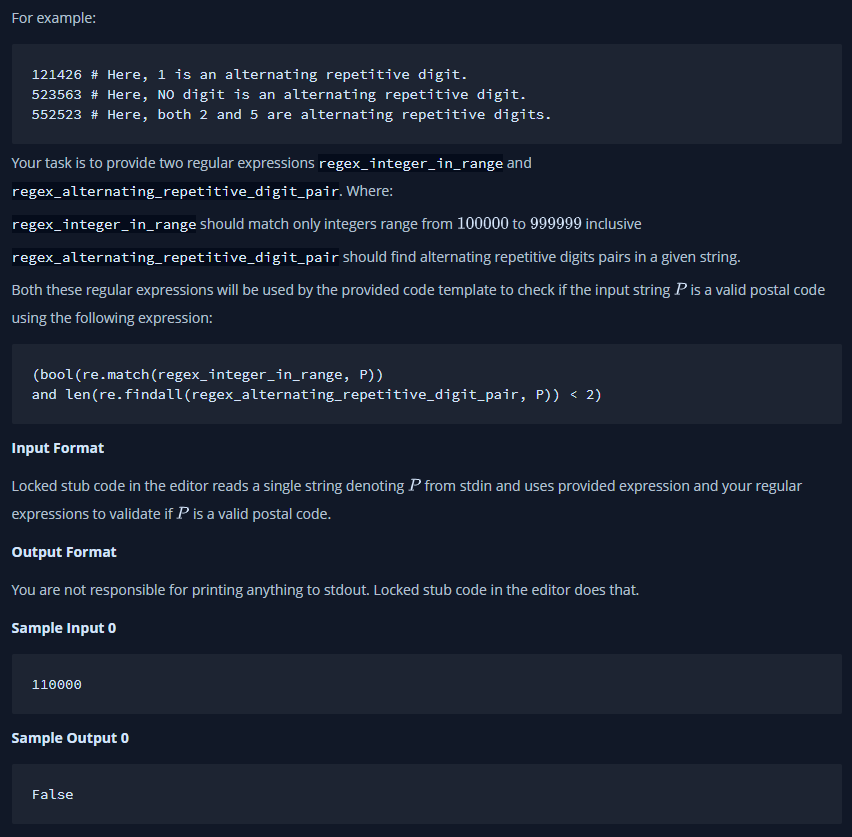 For example:
121426 # Here, 1 is an alternating repetitive digit.
523563 # Here, NO digit is an alternating repetitive digit.
552523 # Here, both 2 and 5 are alternating repetitive digits.
Your task is to provide two regular expressions regex_integer_in_range and
regex_alternating_repetitive_digit_pair. Where:
regex_integer_in_range should match only integers range from 100000 to 999999 inclusive
regex_alternating_repetitive_digit_pair should find alternating repetitive digits pairs in a given string.
Both these regular expressions will be used by the provided code template to check if the input string P is a valid postal code
using the following expression:
(bool(re.match(regex_integer_in_range, P))
and len(re.findall(regex_alternating_repetitive_digit_pair, P)) < 2)
Input Format
Locked stub code in the editor reads a single string denoting P from stdin and uses provided expression and your regular
expressions to validate if P is a valid postal code.
Output Format
You are not responsible for printing anything to stdout. Locked stub code in the editor does that.
Sample Input 0
110000
Sample Output 0
False